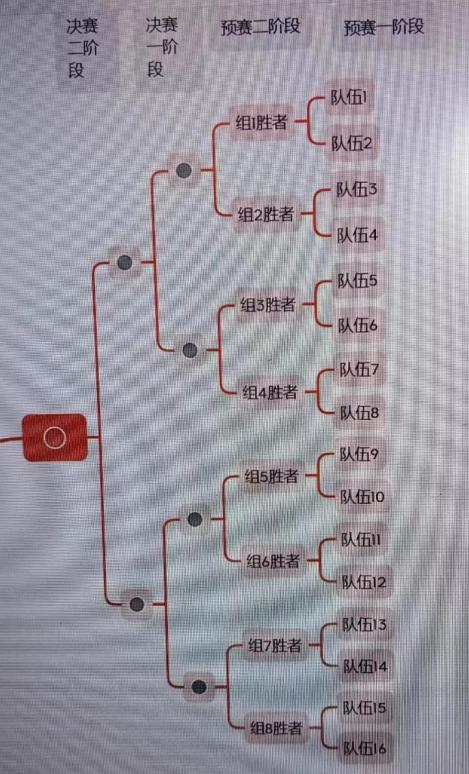 决赛
二阶
段
决赛
一阶
段
预赛二阶段
预赛一阶段
队伍1
组1胜者
队伍2
队伍3
组2胜者
队伍4
队伍5
组3胜者
队伍6
队伍7
组4胜者
队伍8
队伍9
组5胜者
队伍10
队伍11
组6胜者
队伍12
队伍13
组7胜者
队伍14
队伍15
组8胜者
队伍16